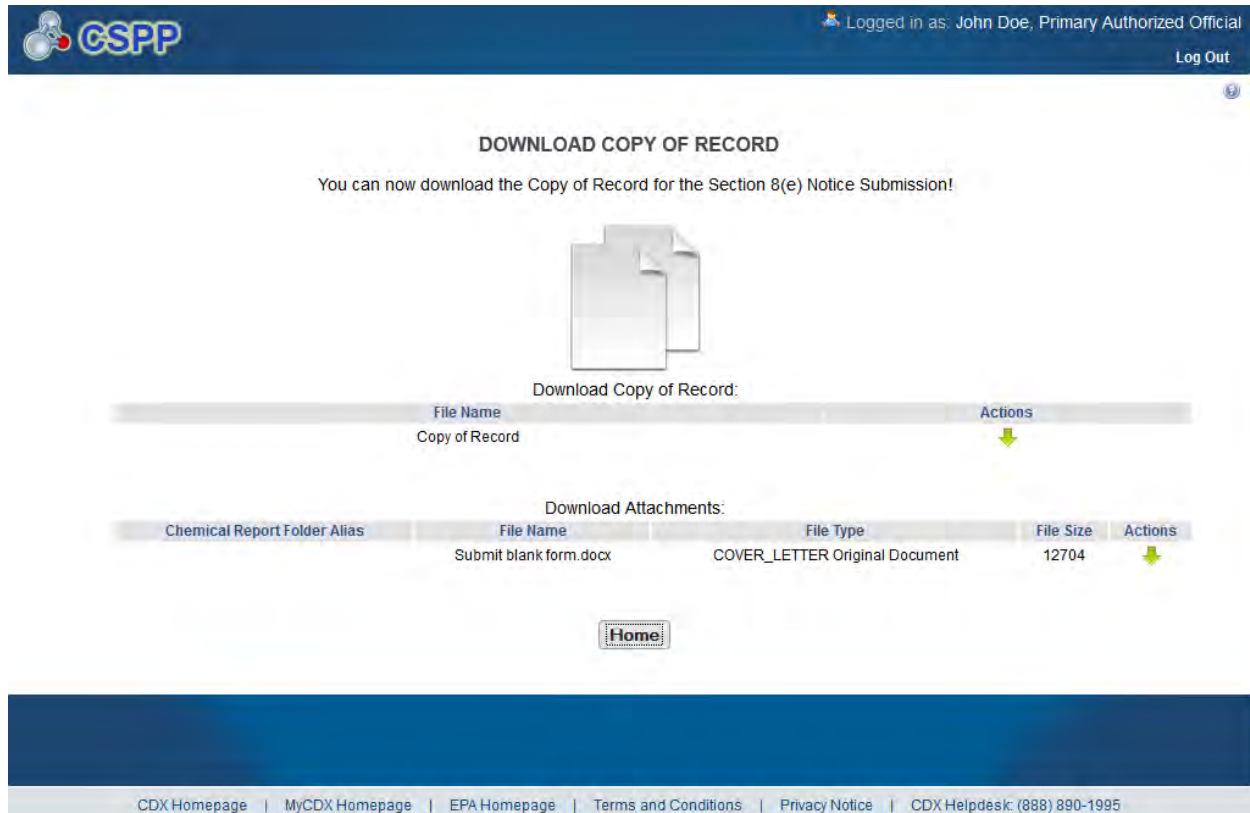 CSPP
Logged in as: John Doe, Primary Authorized Official
Log Out
DOWNLOAD COPY OF RECORD
You can now download the Copy of Record for the Section 8(e) Notice Submission!
Download Copy of Record:
File Name Actions
Copy of Record
Download Attachments:
Chemical Report Folder Alias File Name File Type File Size Actions
Submit blank form.docx COVER_LETTER Original Document 12704
Home
CDX Homepage | MyCDX Homepage | EPA Homepage | Terms and Conditions | Privacy Notice | CDX Helpdesk: (888) 890-1995